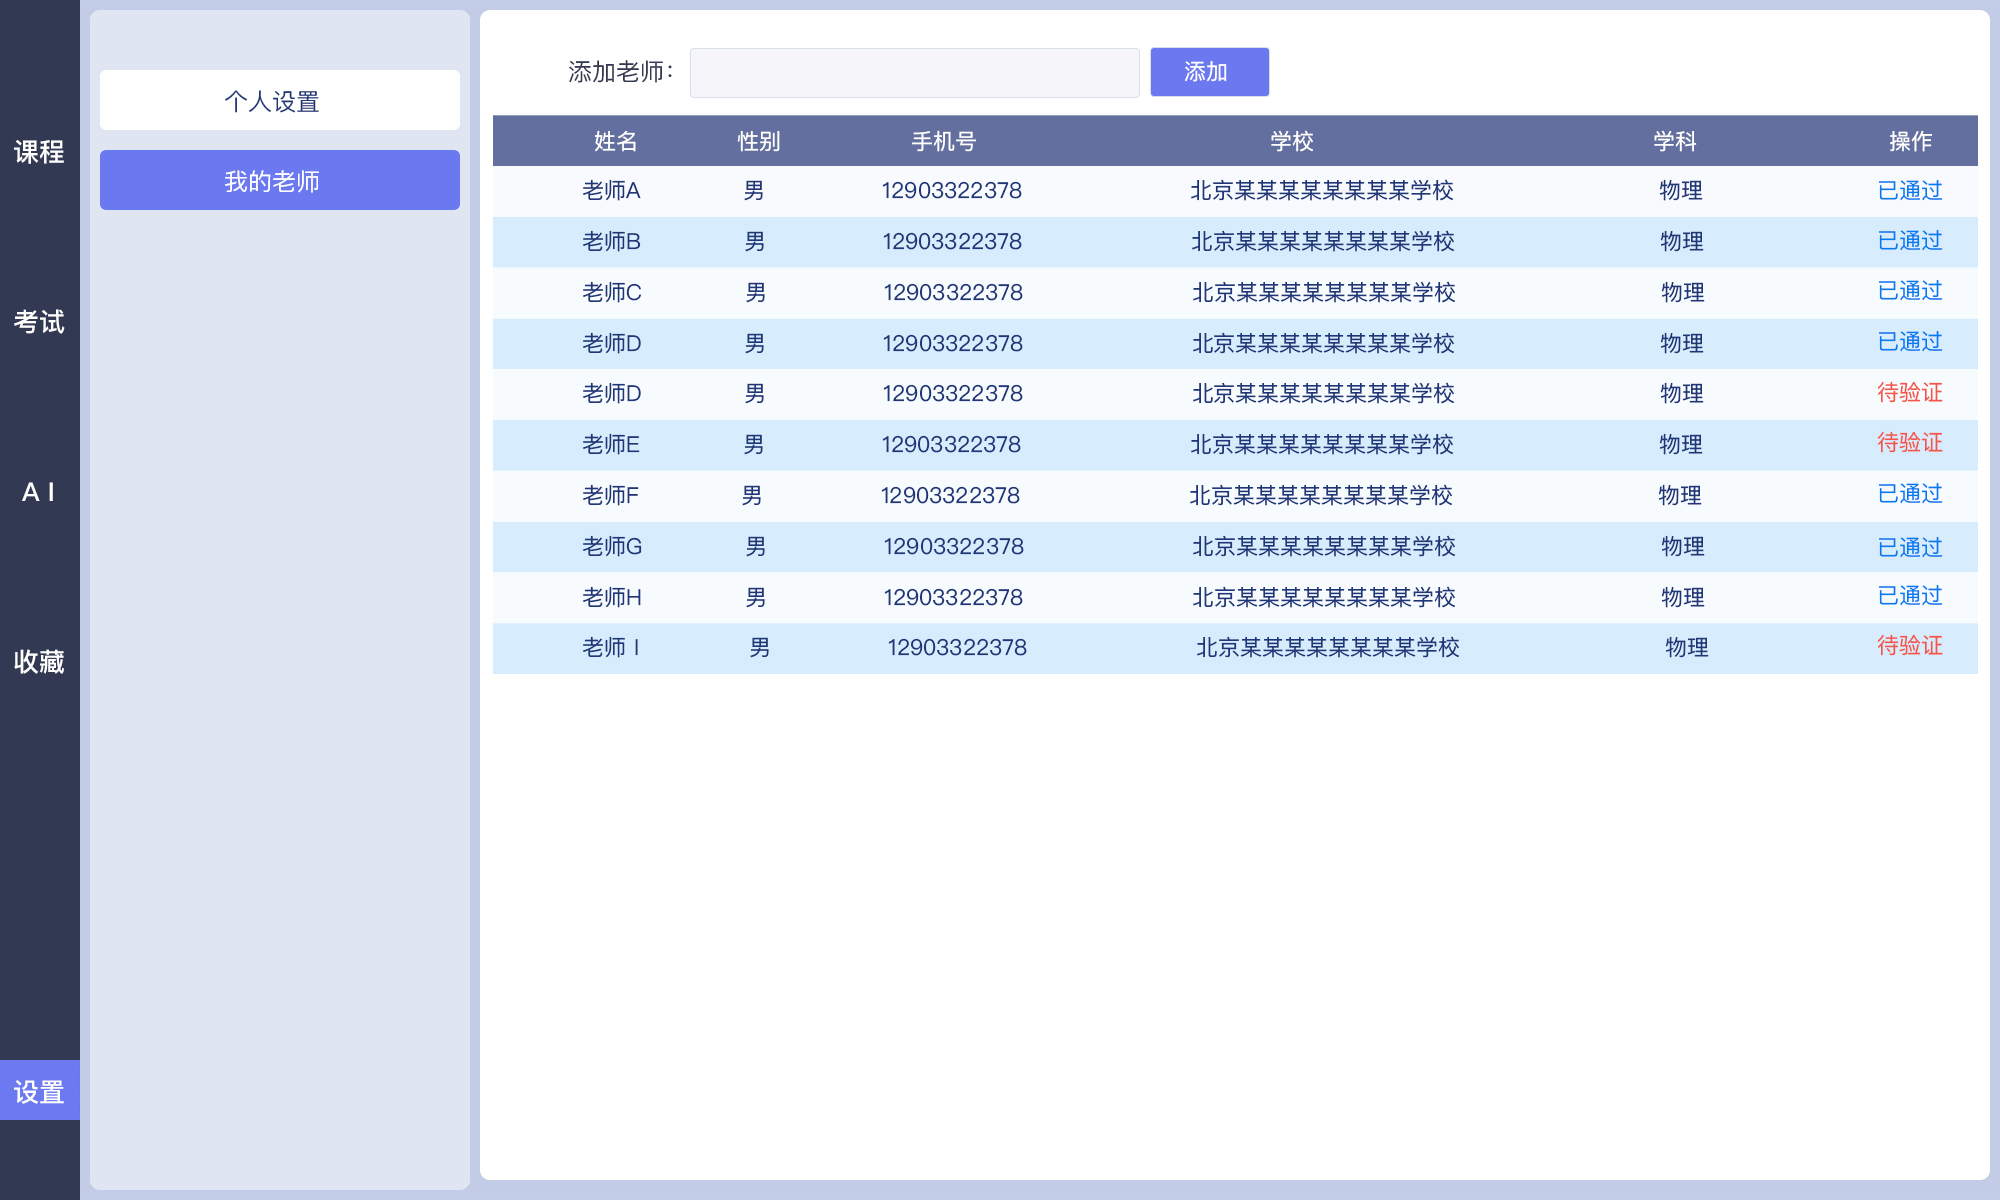 课程
考试
AI
收藏
设置
个人设置
我的老师
添加老师： 添加
姓名 性别 手机号 学校 学科 操作
老师A 男 12903322378 北京某某某某某某某某学校 物理 已通过
老师B 男 12903322378 北京某某某某某某某某学校 物理 已通过
老师C 男 12903322378 北京某某某某某某某某学校 物理 已通过
老师D 男 12903322378 北京某某某某某某某某学校 物理 已通过
老师D 男 12903322378 北京某某某某某某某某学校 物理 待验证
老师E 男 12903322378 北京某某某某某某某某学校 物理 待验证
老师F 男 12903322378 北京某某某某某某某某学校 物理 已通过
老师G 男 12903322378 北京某某某某某某某某学校 物理 已通过
老师H 男 12903322378 北京某某某某某某某某学校 物理 已通过
老师 I 男 12903322378 北京某某某某某某某某学校 物理 待验证